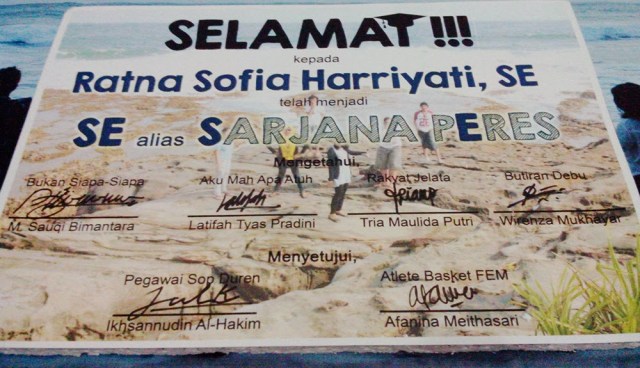 SELAMAT !!!
kepada
Ratna Sofia Harriyati, SE
telah menjadi
SE alias SARJANA PERES
Mengetahui,
Bukan Siapa-Siapa Aku Mah Apa Atuh Rakyat Jelata Butiran Debu
M. Sauqi Bimantara Latifah Tyas Pradini Tria Maulida Putri Wirenza Mukhayar
Menyetujui,
Pegawai Sop Duren Atlete Basket FEM
Ikhsannudin Al-Hakim Afanina Meithasari